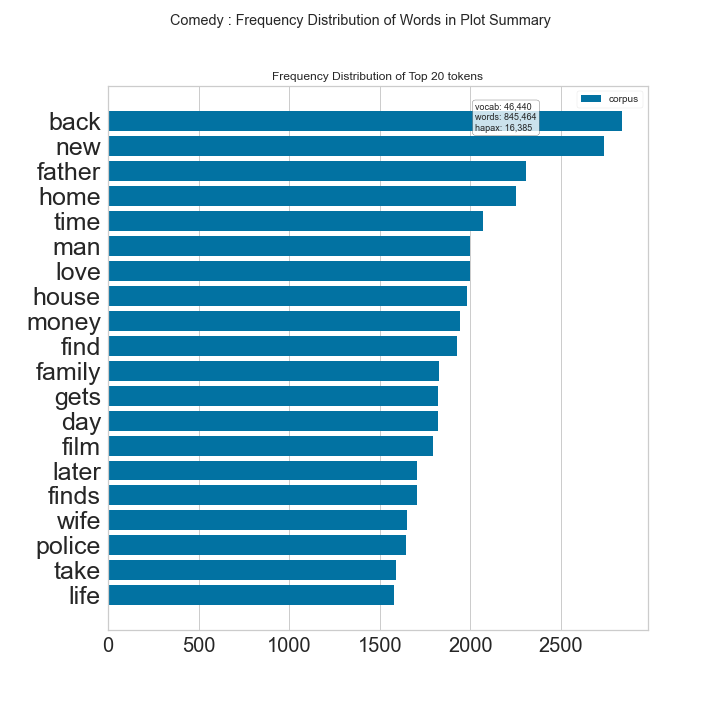 Comedy : Frequency Distribution of Words in Plot Summary
Frequency Distribution of Top 20 tokens
vocab: 46,440
words: 845,464
hapax: 16,385
corpus
back
new
father
home
time
man
love
house
money
find
family
gets
day
film
later
finds
wife
police
take
life
0 500 1000 1500 2000 2500